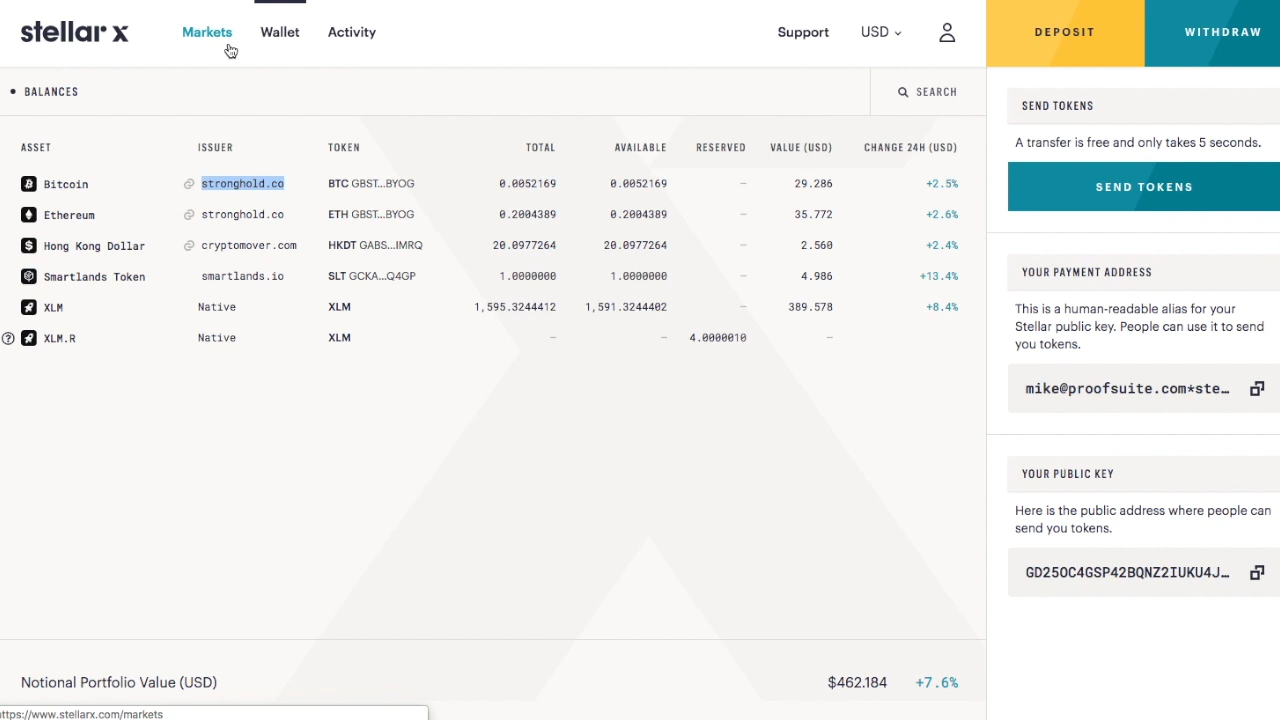 stellar x
Markets
Wallet
Activity
Support
USD
DEPOSIT
WITHDRAW
BALANCES
SEARCH
ASSET ISSUER TOKEN TOTAL AVAILABLE RESERVED VALUE (USD) CHANGE 24H (USD)
Bitcoin stronghold.co BTC GBST...BYOG 0.0052169 0.0052169 – 29.286 +2.5%
Ethereum stronghold.co ETH GBST...BYOG 0.2004389 0.2004389 – 35.772 +2.6%
Hong Kong Dollar cryptomover.com HKDT GABS...IMRQ 20.0977264 20.0977264 – 2.560 +2.4%
Smartlands Token smartlands.io SLT GCKA...Q4GP 1.0000000 1.0000000 – 4.986 +13.4%
XLM Native XLM 1,595.3244412 1,591.3244402 – 389.578 +8.4%
XLM.R Native XLM – – 4.0000010 –
Notional Portfolio Value (USD) $462.184 +7.6%
ttps://www.stellarx.com/markets
SEND TOKENS
A transfer is free and only takes 5 seconds.
SEND TOKENS
YOUR PAYMENT ADDRESS
This is a human-readable alias for your
Stellar public key. People can use it to send
you tokens.
mike@proofsuite.com*ste...
YOUR PUBLIC KEY
Here is the public address where people can
send you tokens.
GD25OC4GSP42BQNZ2IUKU4J...